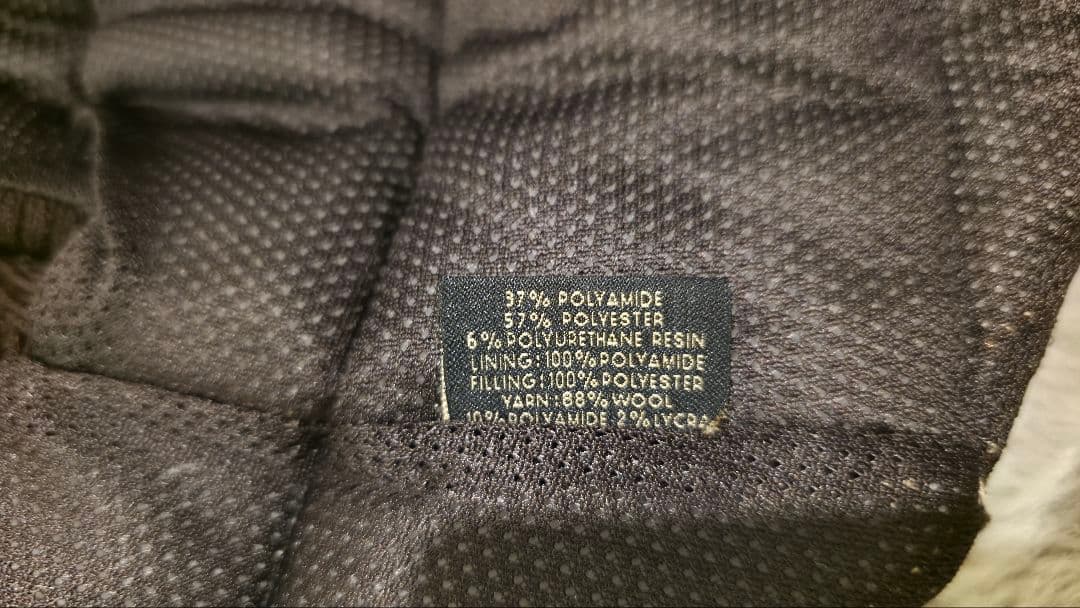 37% POLYAMIDE
57% POLYESTER
6% POLYURETHANE RESIN
LINING:100%POLYAMIDE
FILLING:100%POLYESTER
YARN:88%WOOL
10%POLYAMIDE 2%LYCRA